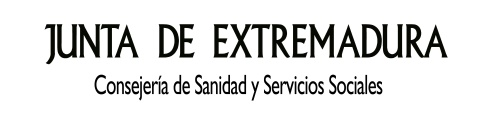 JUNTA DE EXTREMADURA
Consejería de Sanidad y Servicios Sociales